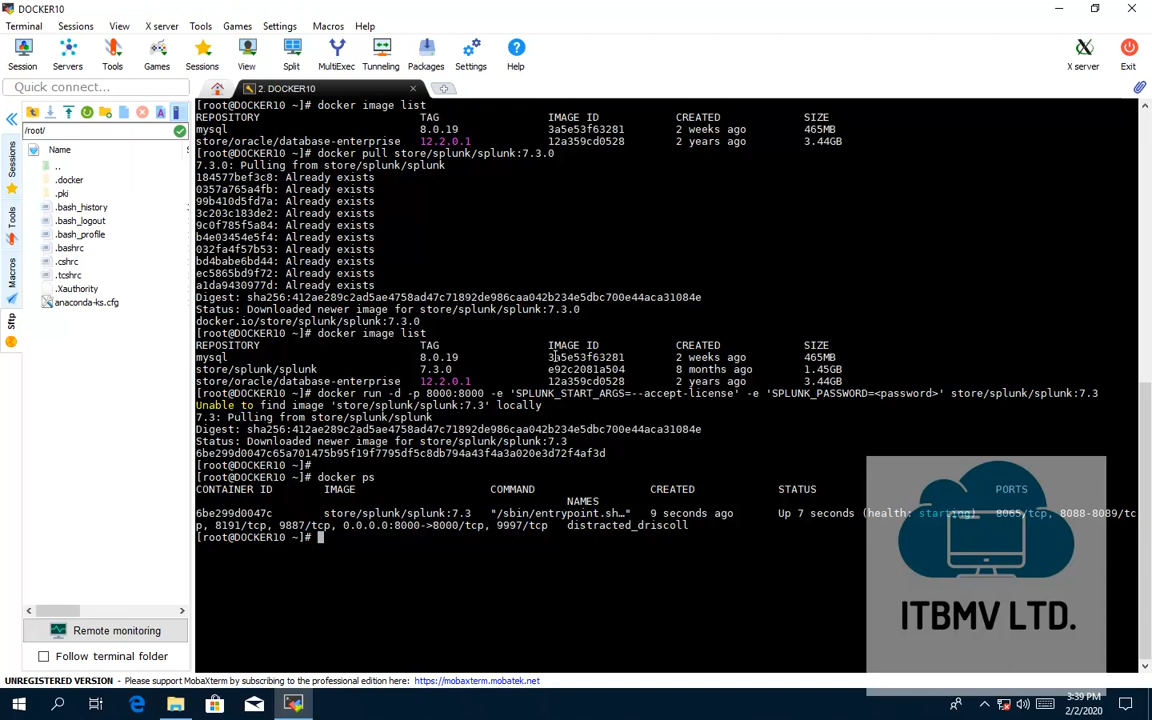 DOCKER10
Terminal Sessions View X server Tools Games Settings Macros Help
Session Servers Tools Games Sessions View Split MultiExec Tunneling Packages Settings Help X server Exit
Quick connect...
2. DOCKER10
/root/
Name
..
.docker
.pki
.bash_history
.bash_logout
.bash_profile
.bashrc
.cshrc
.tcshrc
.Xauthority
anaconda-ks.cfg
Sessions
Tools
Macros
Sftp
Remote monitoring
Follow terminal folder
[root@DOCKER10 ~]# docker image list
REPOSITORY TAG IMAGE ID CREATED SIZE
mysql 8.0.19 3a5e53f63281 2 weeks ago 465MB
store/oracle/database-enterprise 12.2.0.1 12a359cd0528 2 years ago 3.44GB
[root@DOCKER10 ~]# docker pull store/splunk/splunk:7.3.0
7.3.0: Pulling from store/splunk/splunk
184577bef3c8: Already exists
0357a765a4fb: Already exists
99b410d5fd7a: Already exists
3c203c183de2: Already exists
9c0f785f5a84: Already exists
b4e03454e5f4: Already exists
032fa4f57b53: Already exists
bd4babe6bd44: Already exists
ec5865bd9f72: Already exists
a1da9430977d: Already exists
Digest: sha256:412ae289c2ad5ae4758ad47c71892de986caa042b234e5dbc700e44aca31084e
Status: Downloaded newer image for store/splunk/splunk:7.3.0
docker.io/store/splunk/splunk:7.3.0
[root@DOCKER10 ~]# docker image list
REPOSITORY TAG IMAGE ID CREATED SIZE
mysql 8.0.19 3a5e53f63281 2 weeks ago 465MB
store/splunk/splunk 7.3.0 e92c2081a504 8 months ago 1.45GB
store/oracle/database-enterprise 12.2.0.1 12a359cd0528 2 years ago 3.44GB
[root@DOCKER10 ~]# docker run -d -p 8000:8000 -e 'SPLUNK_START_ARGS=--accept-license' -e 'SPLUNK_PASSWORD=<password>' store/splunk/splunk:7.3
Unable to find image 'store/splunk/splunk:7.3' locally
7.3: Pulling from store/splunk/splunk
Digest: sha256:412ae289c2ad5ae4758ad47c71892de986caa042b234e5dbc700e44aca31084e
Status: Downloaded newer image for store/splunk/splunk:7.3
6be299d0047c65a701475b95f19f7795df5c8db794a43f4a3a020e3d72f4af3d
[root@DOCKER10 ~]#
[root@DOCKER10 ~]# docker ps
CONTAINER ID IMAGE COMMAND CREATED STATUS PORTS
NAMES
6be299d0047c store/splunk/splunk:7.3 "/sbin/entrypoint.sh…" 9 seconds ago Up 7 seconds (health: starting) 8065/tcp, 8088-8089/tc
p, 8191/tcp, 9887/tcp, 0.0.0.0:8000->8000/tcp, 9997/tcp distracted_driscoll
[root@DOCKER10 ~]#
ITBMV LTD.
UNREGISTERED VERSION - Please support MobaXterm by subscribing to the professional edition here: https://mobaxterm.mobatek.net
3:39 PM
2/2/2020